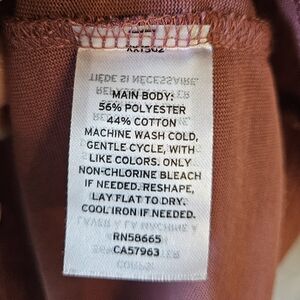 MAIN BODY:
56% POLYESTER
44% COTTON
MACHINE WASH COLD,
GENTLE CYCLE, WITH
LIKE COLORS. ONLY
NON-CHLORINE BLEACH
IF NEEDED. RESHAPE,
LAY FLAT TO DRY.
COOL IRON IF NEEDED.
RN58665
CA57963